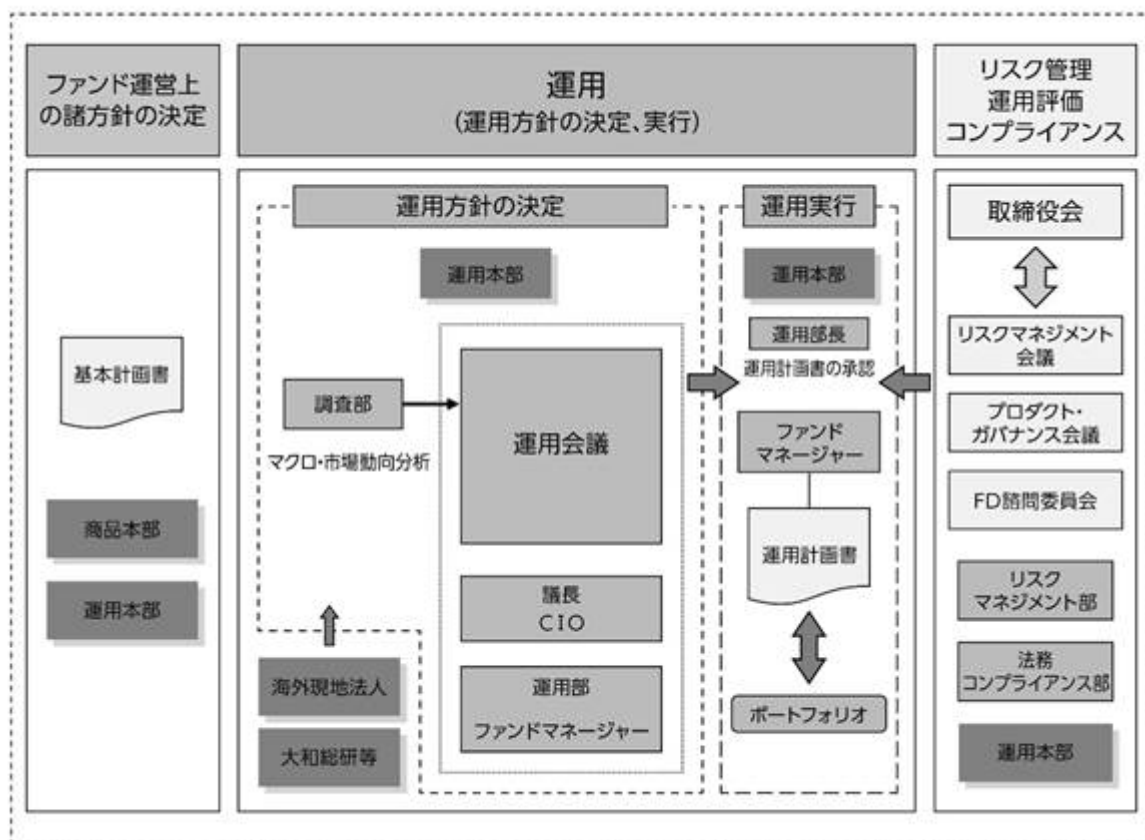 ファンド運営上
の諸方針の決定
運用
(運用方針の決定、実行)
リスク管理
運用評価
コンプライアンス
基本計画書
商品本部
運用本部
運用方針の決定
運用本部
調査部
マクロ・市場動向分析
運用会議
議長
CIO
運用部
ファンドマネージャー
海外現地法人
大和総研等
運用実行
運用本部
運用部長
運用計画書の承認
ファンド
マネージャー
運用計画書
ポートフォリオ
取締役会
リスクマネジメント
会議
プロダクト・
ガバナンス会議
FD諮問委員会
リスク
マネジメント部
法務
コンプライアンス部
運用本部